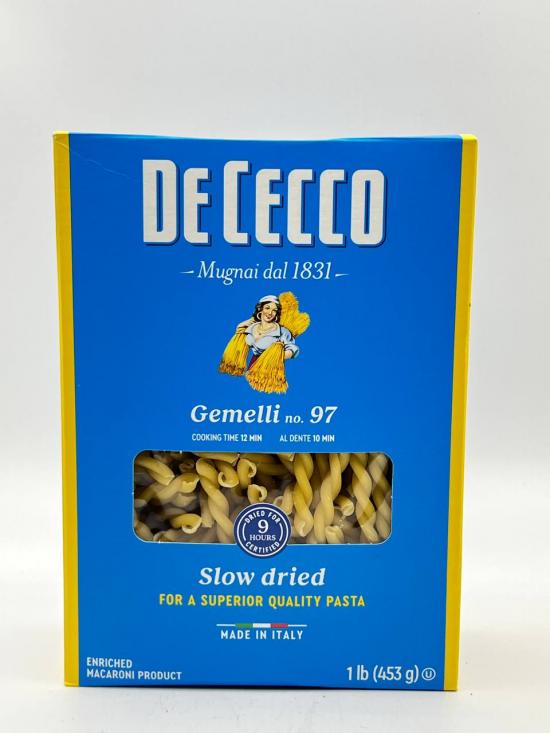 DE CECCO
Mugnai dal 1831
Gemelli no. 97
COOKING TIME 12 MIN AL DENTE 10 MIN
DRIED FOR
9
HOURS
CERTIFIED
Slow dried
FOR A SUPERIOR QUALITY PASTA
MADE IN ITALY
ENRICHED
MACARONI PRODUCT
1 lb (453 g) U